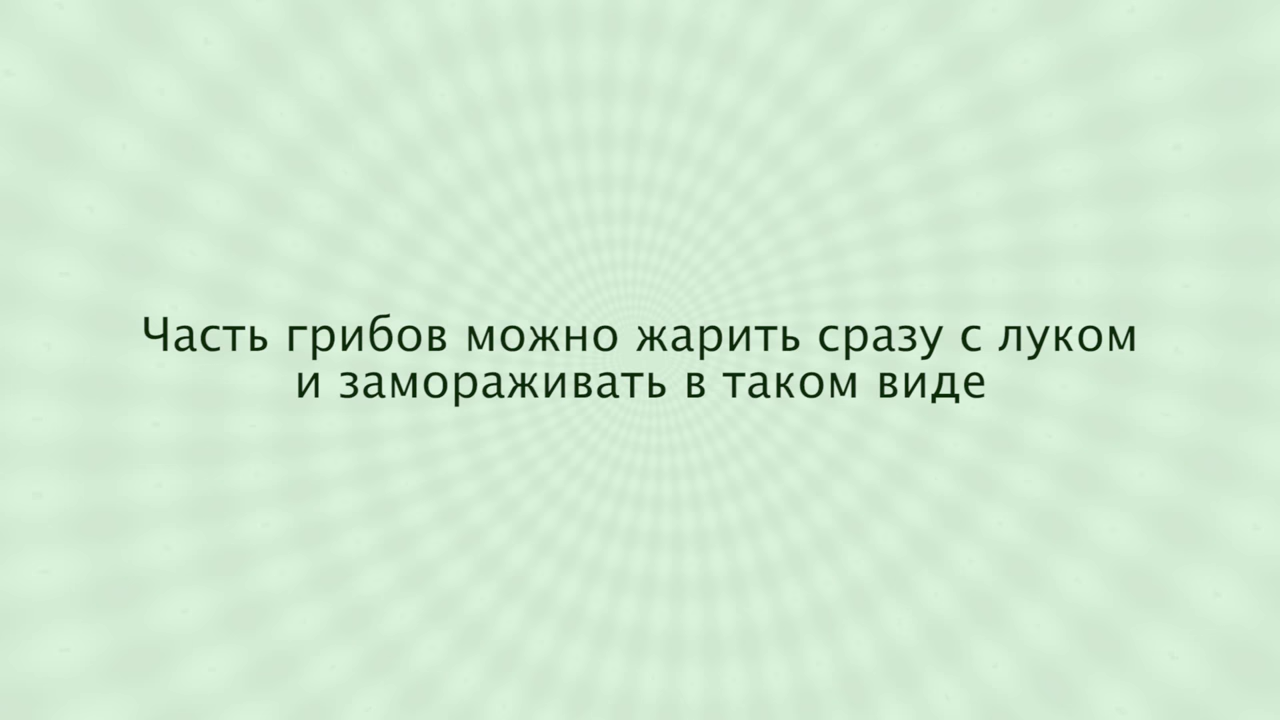 Часть грибов можно жарить сразу с луком
и замораживать в таком виде